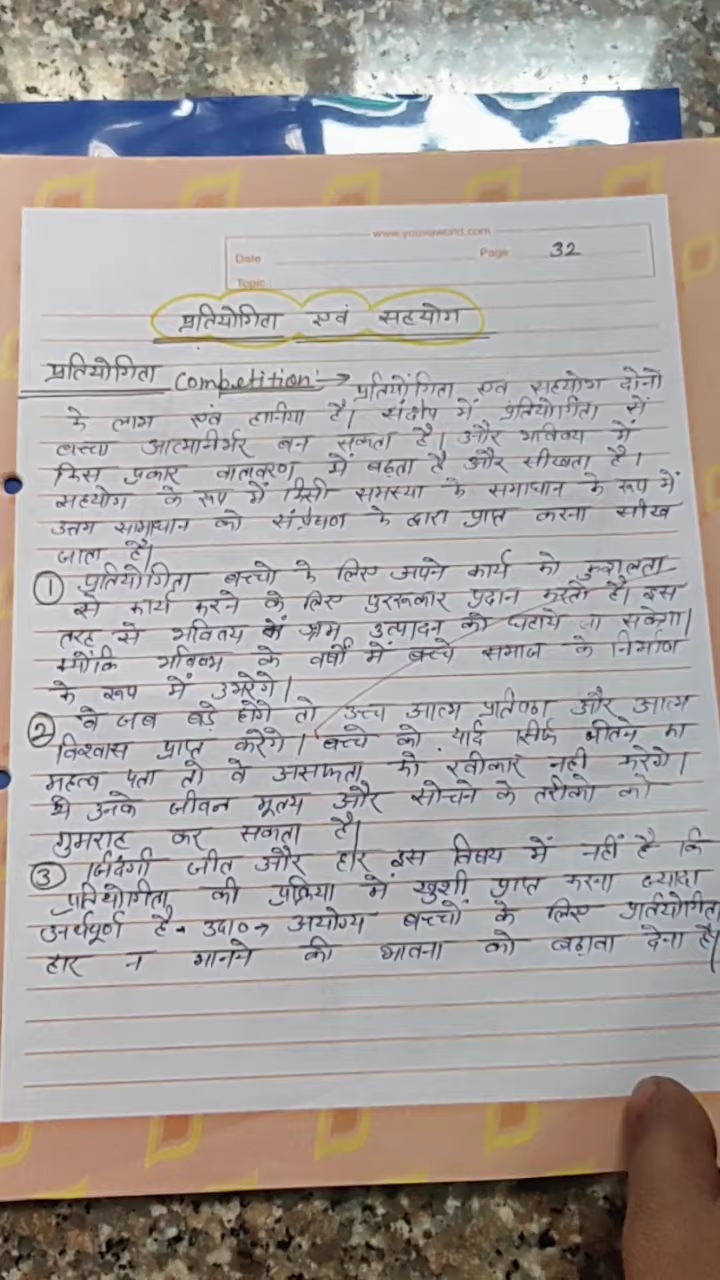 www.youvaworld.com
Date :
Page 32
Topic :
प्रतियोगिता एवं सहयोग
प्रतियोगिता Competition :→ प्रतियोगिता एवं सहयोग दोनों
के लाभ एवं हानिया है। संक्षेप में प्रतियोगिता से
बच्चा आत्मानिर्भर बन सकता है। और भविष्य में
किस प्रकार वातावरण में बढ़ता है और सीखता है।
सहयोग के रूप में किसी समस्या के समाधान के रूप में
उत्तम समाधान को संप्रेषण के द्वारा प्राप्त करना सीख
जाता है।
① प्रतियोगिता बच्चो के लिए अपने कार्य को कुशलता
से कार्य करने के लिए पुरस्कार प्रदान करती है। इस
तरह से भविष्य में श्रम उत्पादन को बढाये जा सकेगा।
क्योंकि भविष्य के वर्षों में बच्चे समाज के निर्माण
के रूप में उभरेंगे।
② वे जब बड़े होंगे तो उच्च आत्म प्रतिष्ठा और आत्म
विश्वास प्राप्त करेंगे। बच्चे को यदि सिर्फ जीतने का
महत्व पता तो वे असफलता को स्वीकार नहीं करेंगे।
ये उनके जीवन मूल्य और सोचने के तरीको को
गुमराह कर सकता है।
③ जिंदगी जीत और हार इस विषय में नहीं है कि
प्रतियोगिता की प्रक्रिया में खुशी प्राप्त करना ज्यादा
अर्थपूर्ण है - उदा० → अयोग्य बच्चों के लिए प्रतियोगिता
हार न मानने की भावना को बढ़ावा देना है।